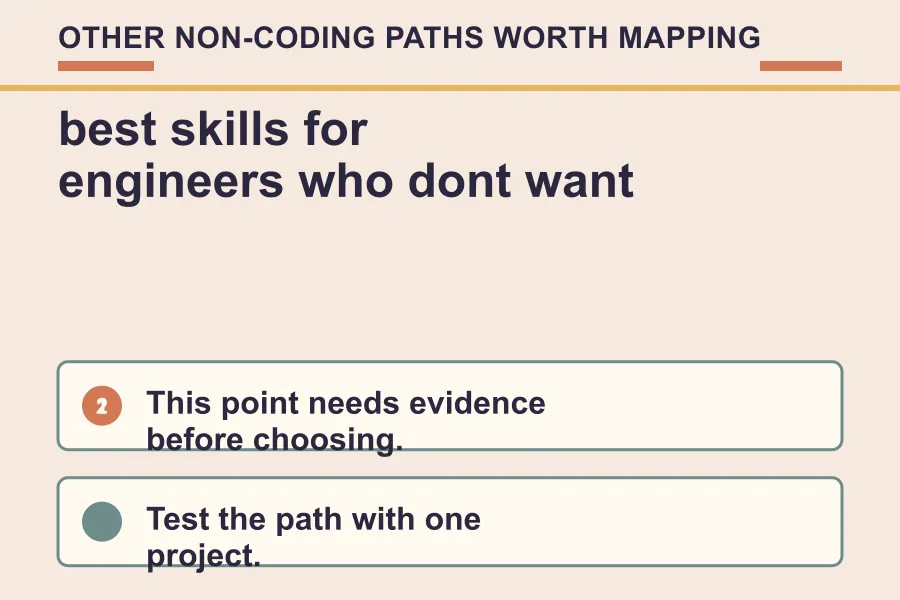 OTHER NON-CODING PATHS WORTH MAPPING
best skills for
engineers who dont want
2
This point needs evidence
before choosing.
Test the path with one
project.